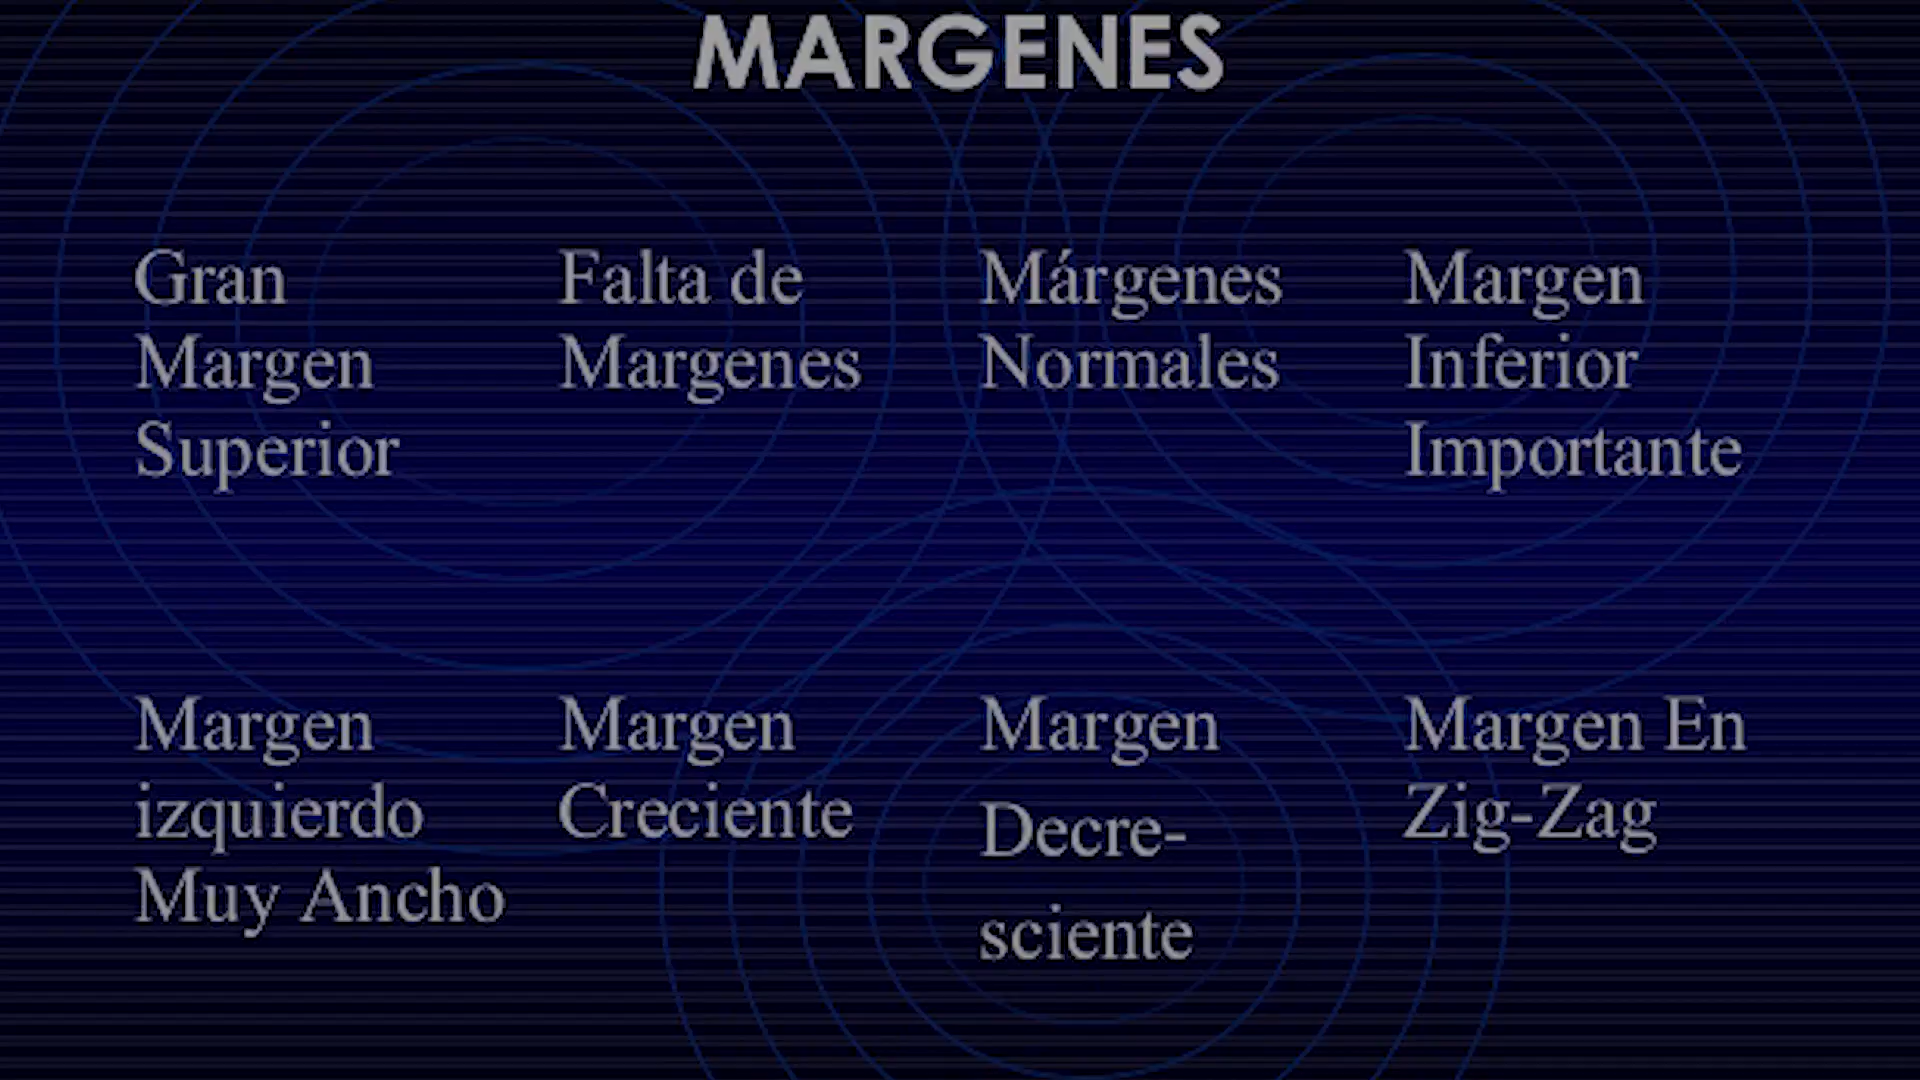 MARGENES
Gran
Margen
Superior
Falta de
Margenes
Márgenes
Normales
Margen
Inferior
Importante
Margen
izquierdo
Muy Ancho
Margen
Creciente
Margen
Decre-
sciente
Margen En
Zig-Zag